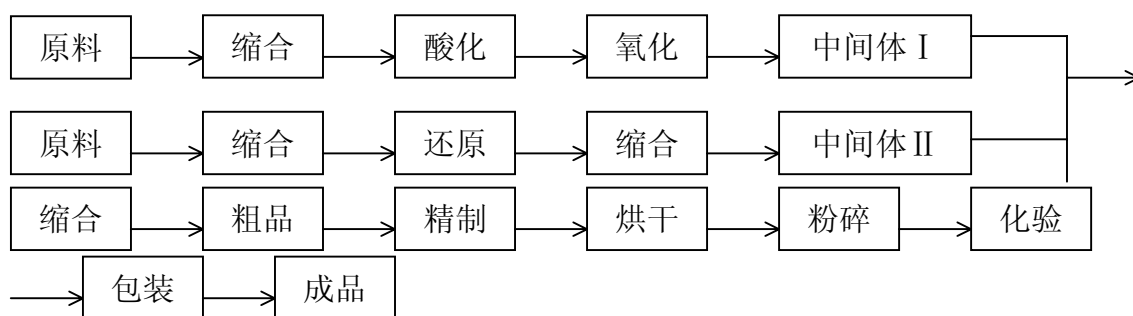 原料 缩合 酸化 氧化 中间体Ⅰ
原料 缩合 还原 缩合 中间体Ⅱ
缩合 粗品 精制 烘干 粉碎 化验
包装 成品